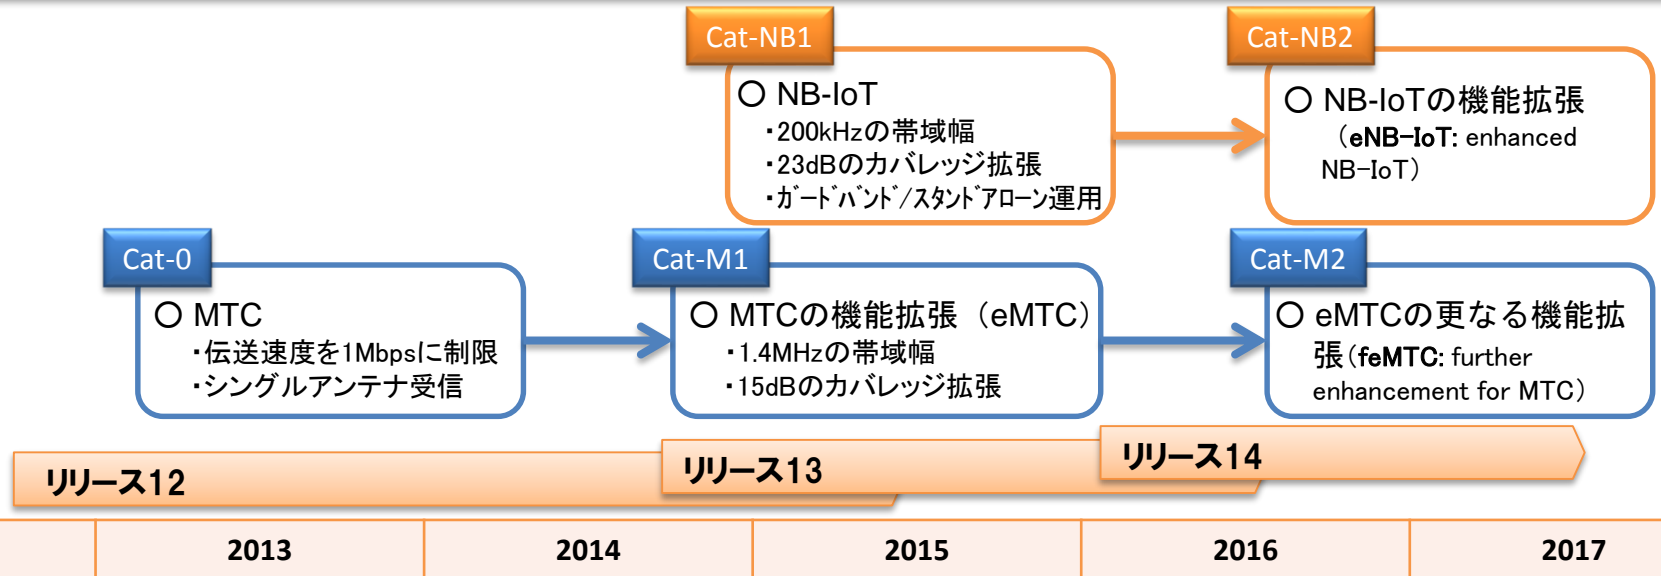 Cat-NB1
○ NB-IoT
・200kHzの帯域幅
・23dBのカバレッジ拡張
・ガードバンド/スタンドアローン運用
Cat-NB2
○ NB-IoTの機能拡張
（eNB-IoT: enhanced
NB-IoT）
Cat-0
○ MTC
・伝送速度を1Mbpsに制限
・シングルアンテナ受信
Cat-M1
○ MTCの機能拡張（eMTC）
・1.4MHzの帯域幅
・15dBのカバレッジ拡張
Cat-M2
○ eMTCの更なる機能拡
張（feMTC: further
enhancement for MTC）
リリース12
リリース13
リリース14
2013
2014
2015
2016
2017